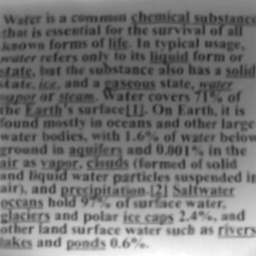 Water is a common chemical substance
that is essential for the survival of all
known forms of life. In typical usage,
water refers only to its liquid form or
state, but the substance also has a solid
state, ice, and a gaseous state, water
vapor or steam. Water covers 71% of
the Earth's surface[1]. On Earth, it is
found mostly in oceans and other large
water bodies, with 1.6% of water below
ground in aquifers and 0.001% in the
air as vapor, clouds (formed of solid
and liquid water particles suspended in
air), and precipitation.[2] Saltwater
oceans hold 97% of surface water,
glaciers and polar ice caps 2.4%, and
other land surface water such as rivers
lakes and ponds 0.6%.